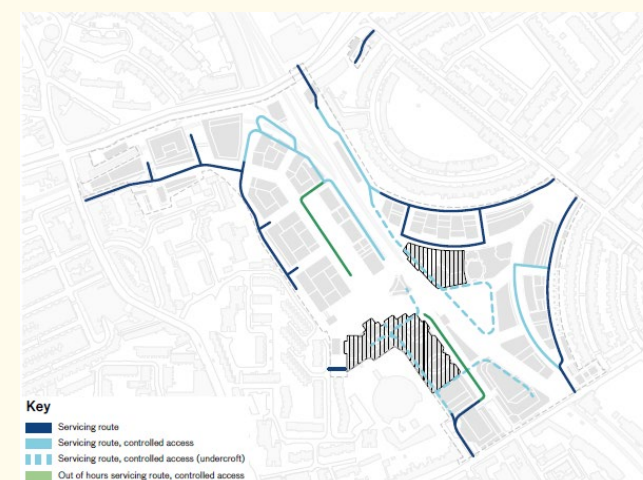 Key
Servicing route
Servicing route, controlled access
Servicing route, controlled access (undercroft)
Out of hours servicing route, controlled access